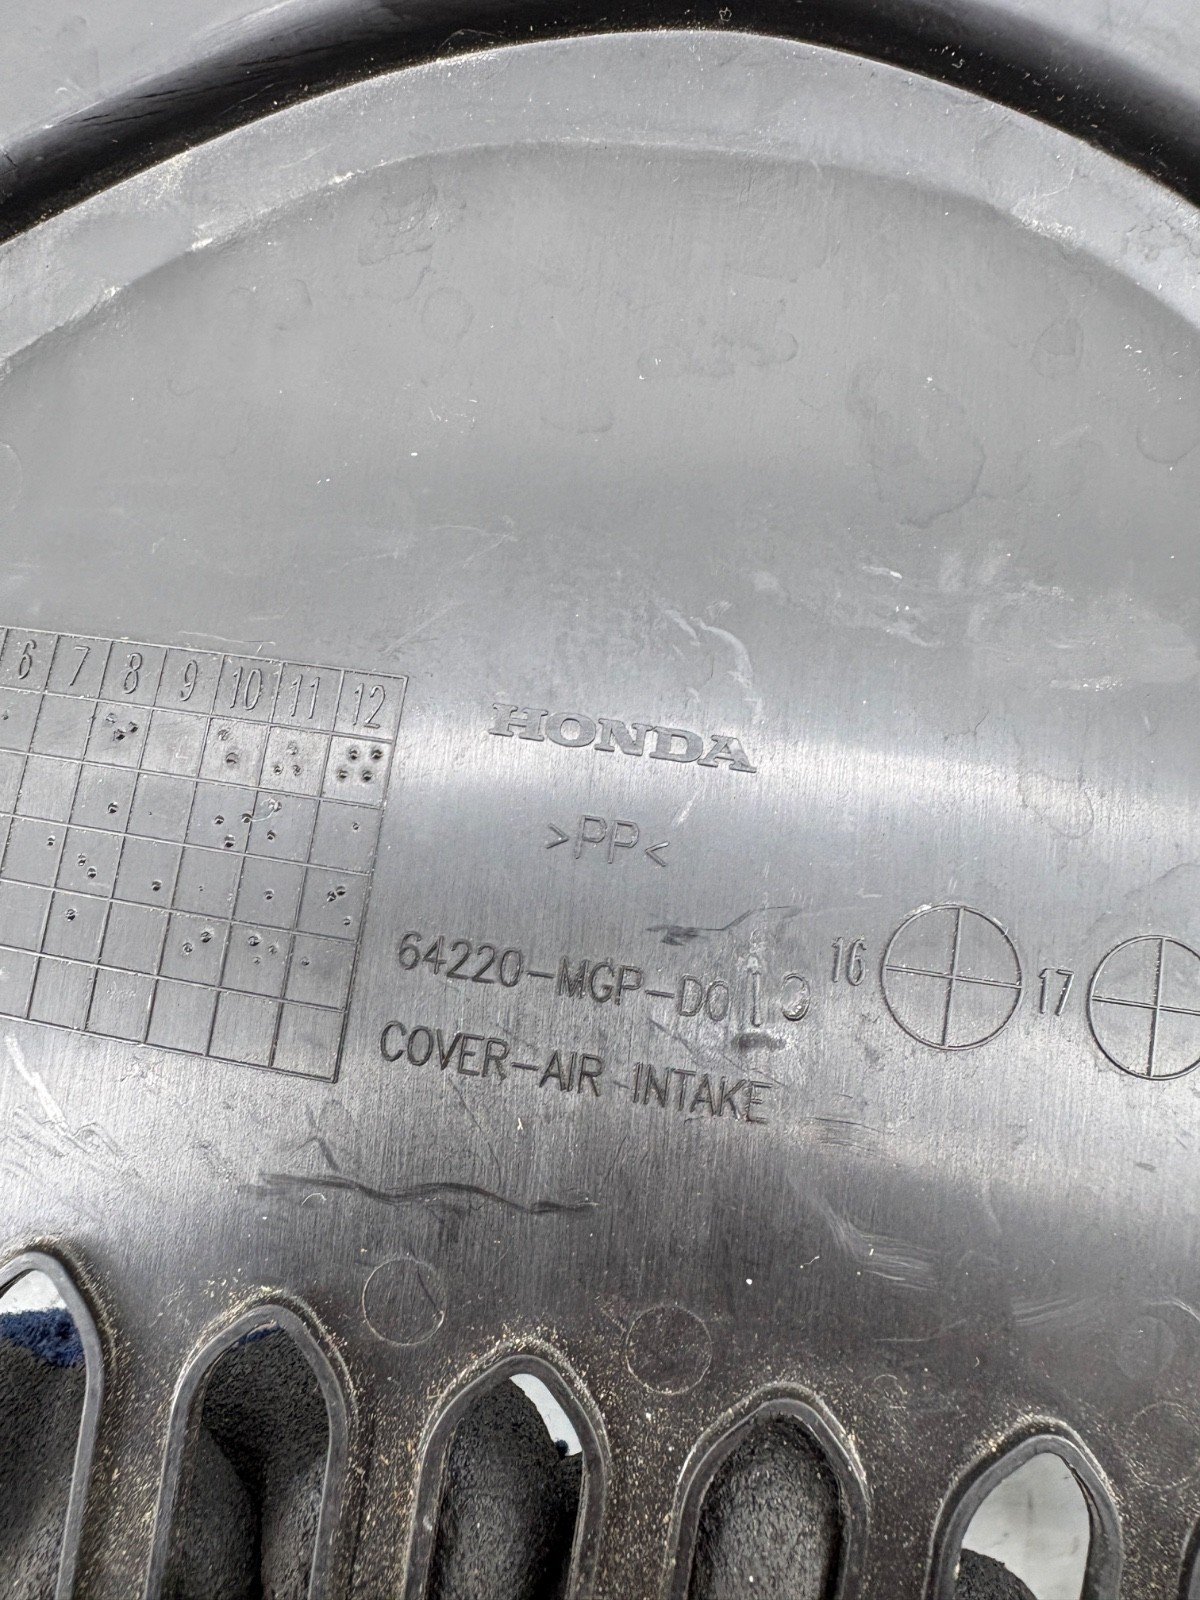 6 7 8 9 10 11 12
HONDA
>PP<
64220-MGP-D0
16
17
COVER-AIR INTAKE